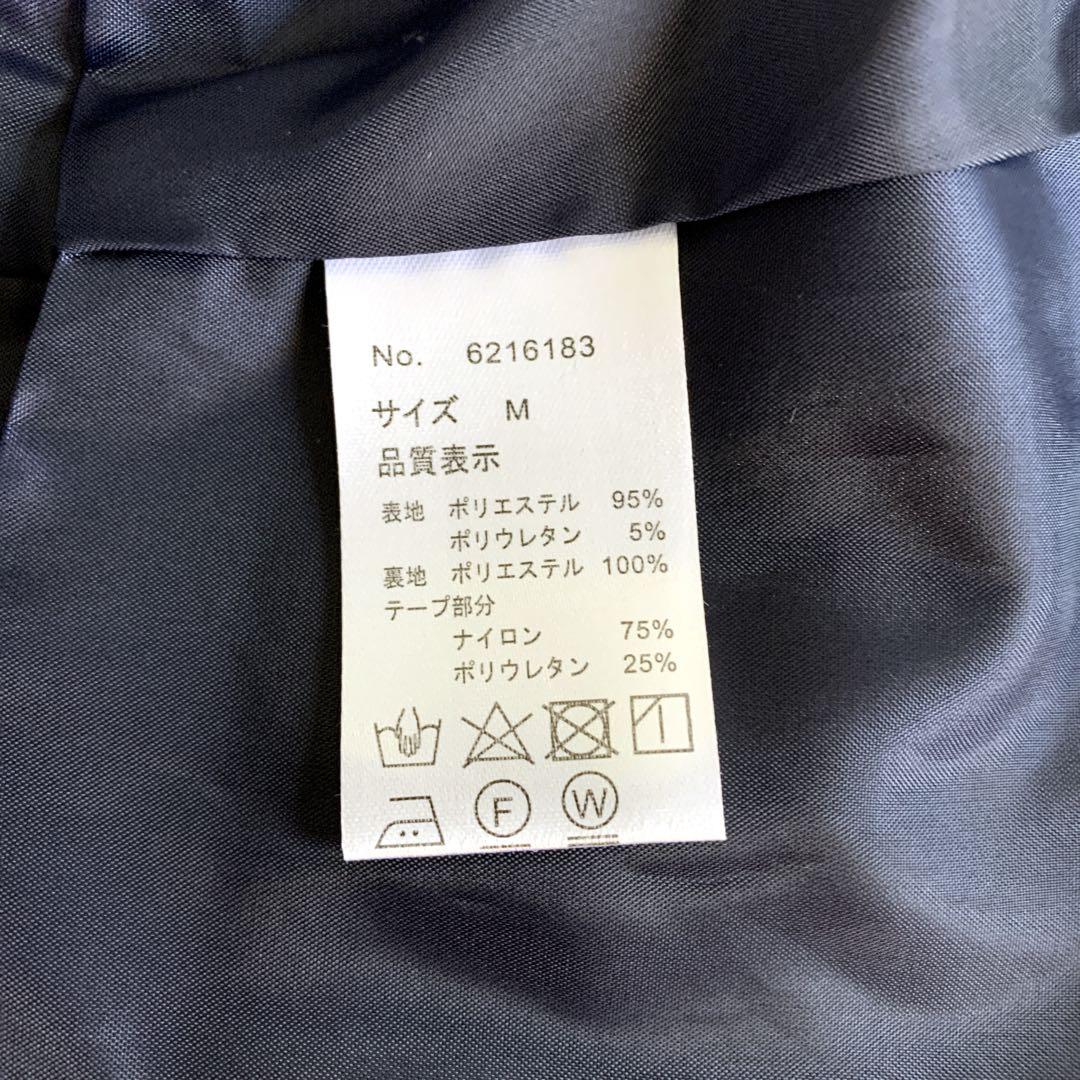 No. 6216183
サイズ M
品質表示
表地 ポリエステル 95%
ポリウレタン 5%
裏地 ポリエステル 100%
テープ部分
ナイロン 75%
ポリウレタン 25%
F W